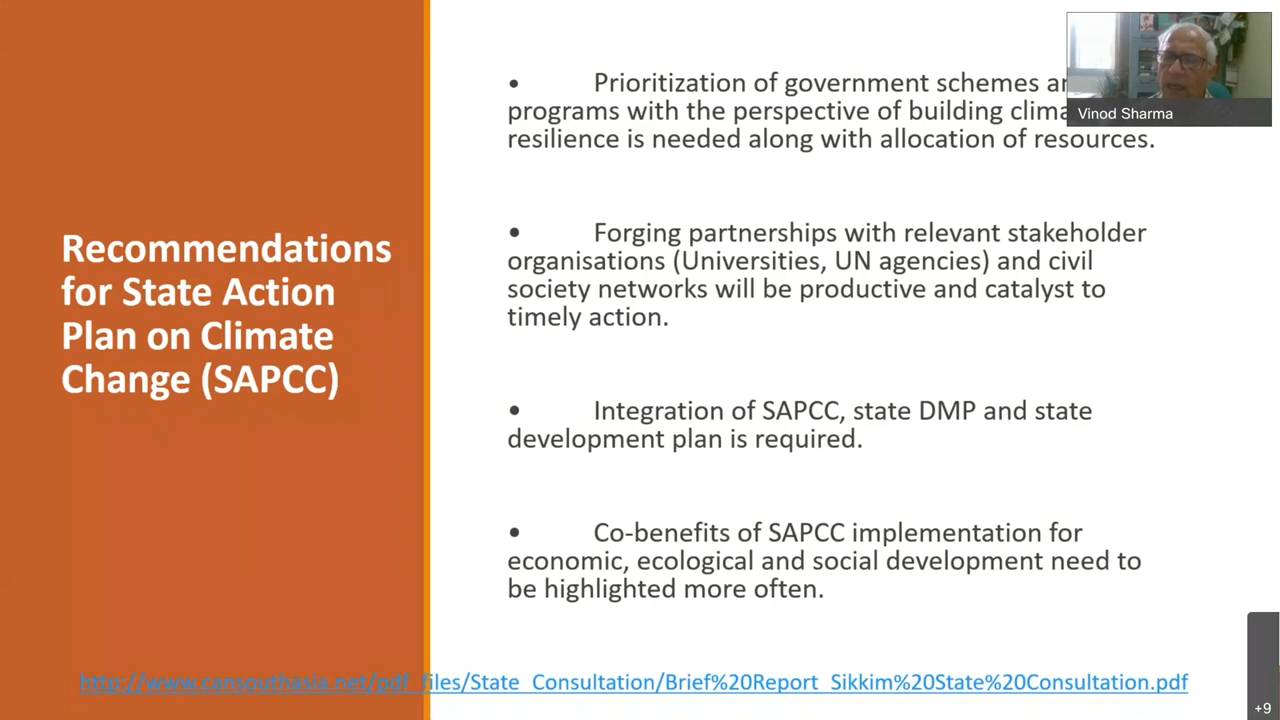 Recommendations
for State Action
Plan on Climate
Change (SAPCC)
• Prioritization of government schemes
programs with the perspective of building
resilience is needed along with allocation of resources.
• Forging partnerships with relevant stakeholder
organisations (Universities, UN agencies) and civil
society networks will be productive and catalyst to
timely action.
• Integration of SAPCC, state DMP and state
development plan is required.
• Co-benefits of SAPCC implementation for
economic, ecological and social development need to
be highlighted more often.
http://www.cansouthasia.net/pdf_files/State_Consultation/Brief%20Report_Sikkim%20State%20Consultation.pdf
Vinod Sharma
+9